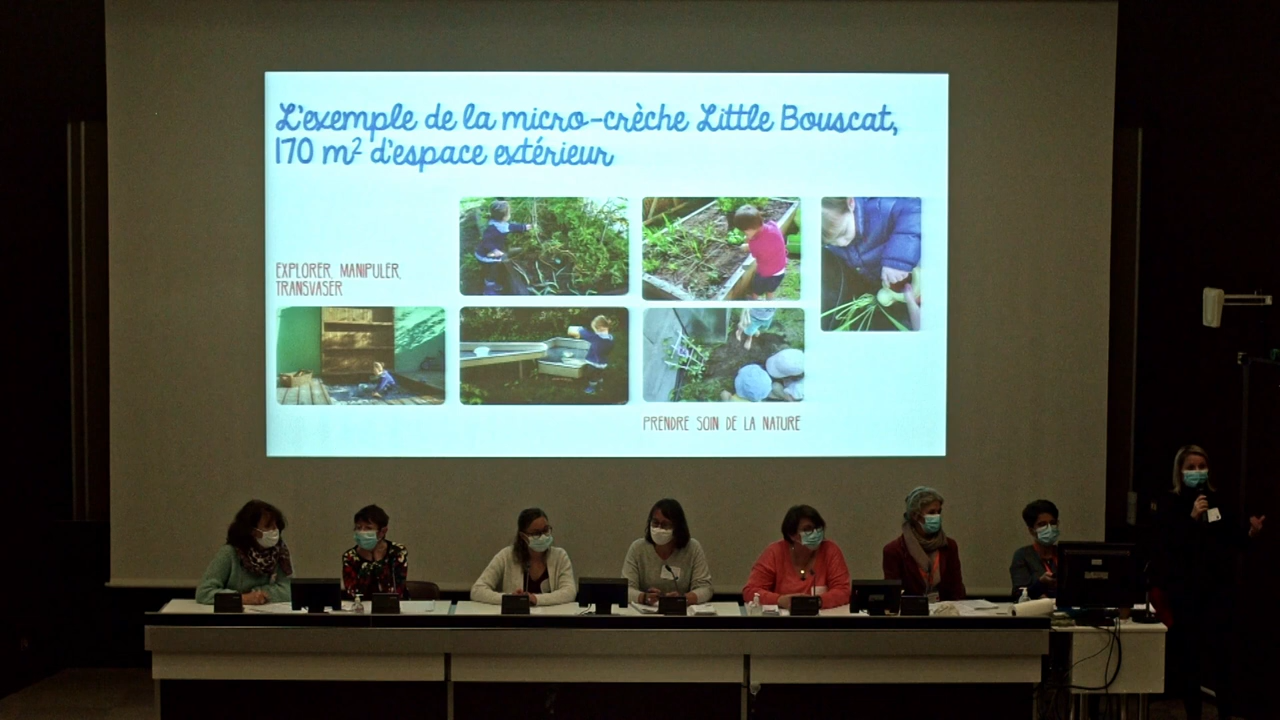 L'exemple de la micro-crèche Little Bouscat,
170 m² d'espace extérieur
EXPLORER, MANIPULER,
TRANSVASER
PRENDRE SOIN DE LA NATURE